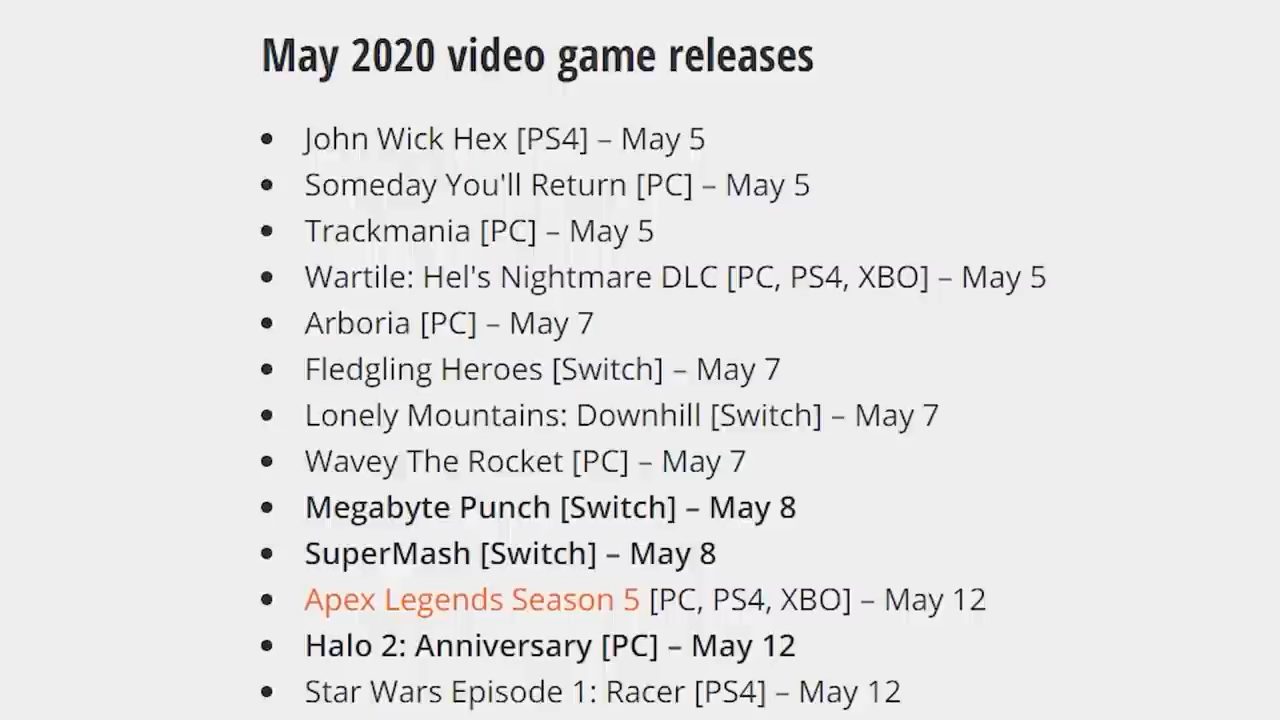 May 2020 video game releases
• John Wick Hex [PS4] – May 5
• Someday You'll Return [PC] – May 5
• Trackmania [PC] – May 5
• Wartile: Hel's Nightmare DLC [PC, PS4, XBO] – May 5
• Arboria [PC] – May 7
• Fledgling Heroes [Switch] – May 7
• Lonely Mountains: Downhill [Switch] – May 7
• Wavey The Rocket [PC] – May 7
• Megabyte Punch [Switch] – May 8
• SuperMash [Switch] – May 8
• Apex Legends Season 5 [PC, PS4, XBO] – May 12
• Halo 2: Anniversary [PC] – May 12
• Star Wars Episode 1: Racer [PS4] – May 12